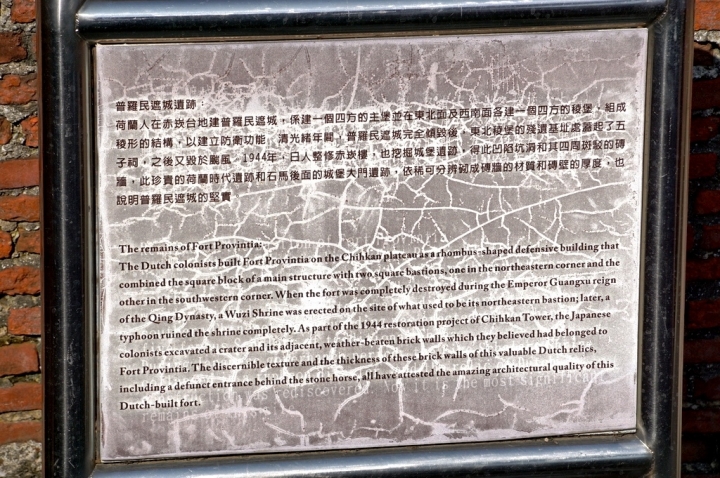 普羅民遮城遺跡：
荷蘭人在赤崁台地建普羅民遮城，係建一個四方的主堡並在東北面及西南面各建一個四方的稜堡，組成
稜形的結構，以建立防衛功能。清光緒年間，普羅民遮城完全傾毀後，東北稜堡的殘遺基址處蓋起了五
子祠，之後又毀於颱風。1944年，日人整修赤崁樓，也挖掘城堡遺跡，得此凹陷坑洞和其四周斑駁的磚
牆，此珍貴的荷蘭時代遺跡和石馬後面的城堡大門遺跡，依稀可分辨砌成磚牆的材質和磚壁的厚度，也
說明普羅民遮城的堅實。
The remains of Fort Provintia:
The Dutch colonists built Fort Provintia on the Chihkan plateau as a rhombus-shaped defensive building that
combined the square block of a main structure with two square bastions, one in the northeastern corner and the
other in the southwestern corner. When the fort was completely destroyed during the Emperor Guangxu reign
of the Qing Dynasty, a Wuzi Shrine was erected on the site of what used to be its northeastern bastion; later, a
typhoon ruined the shrine completely. As part of the 1944 restoration project of Chihkan Tower, the Japanese
colonists excavated a crater and its adjacent, weather-beaten brick walls which they believed had belonged to
Fort Provintia. The discernible texture and the thickness of these brick walls of this valuable Dutch relics,
including a defunct entrance behind the stone horse, all have attested the amazing architectural quality of this
rediscovered is the most significant
Dutch-built fort.